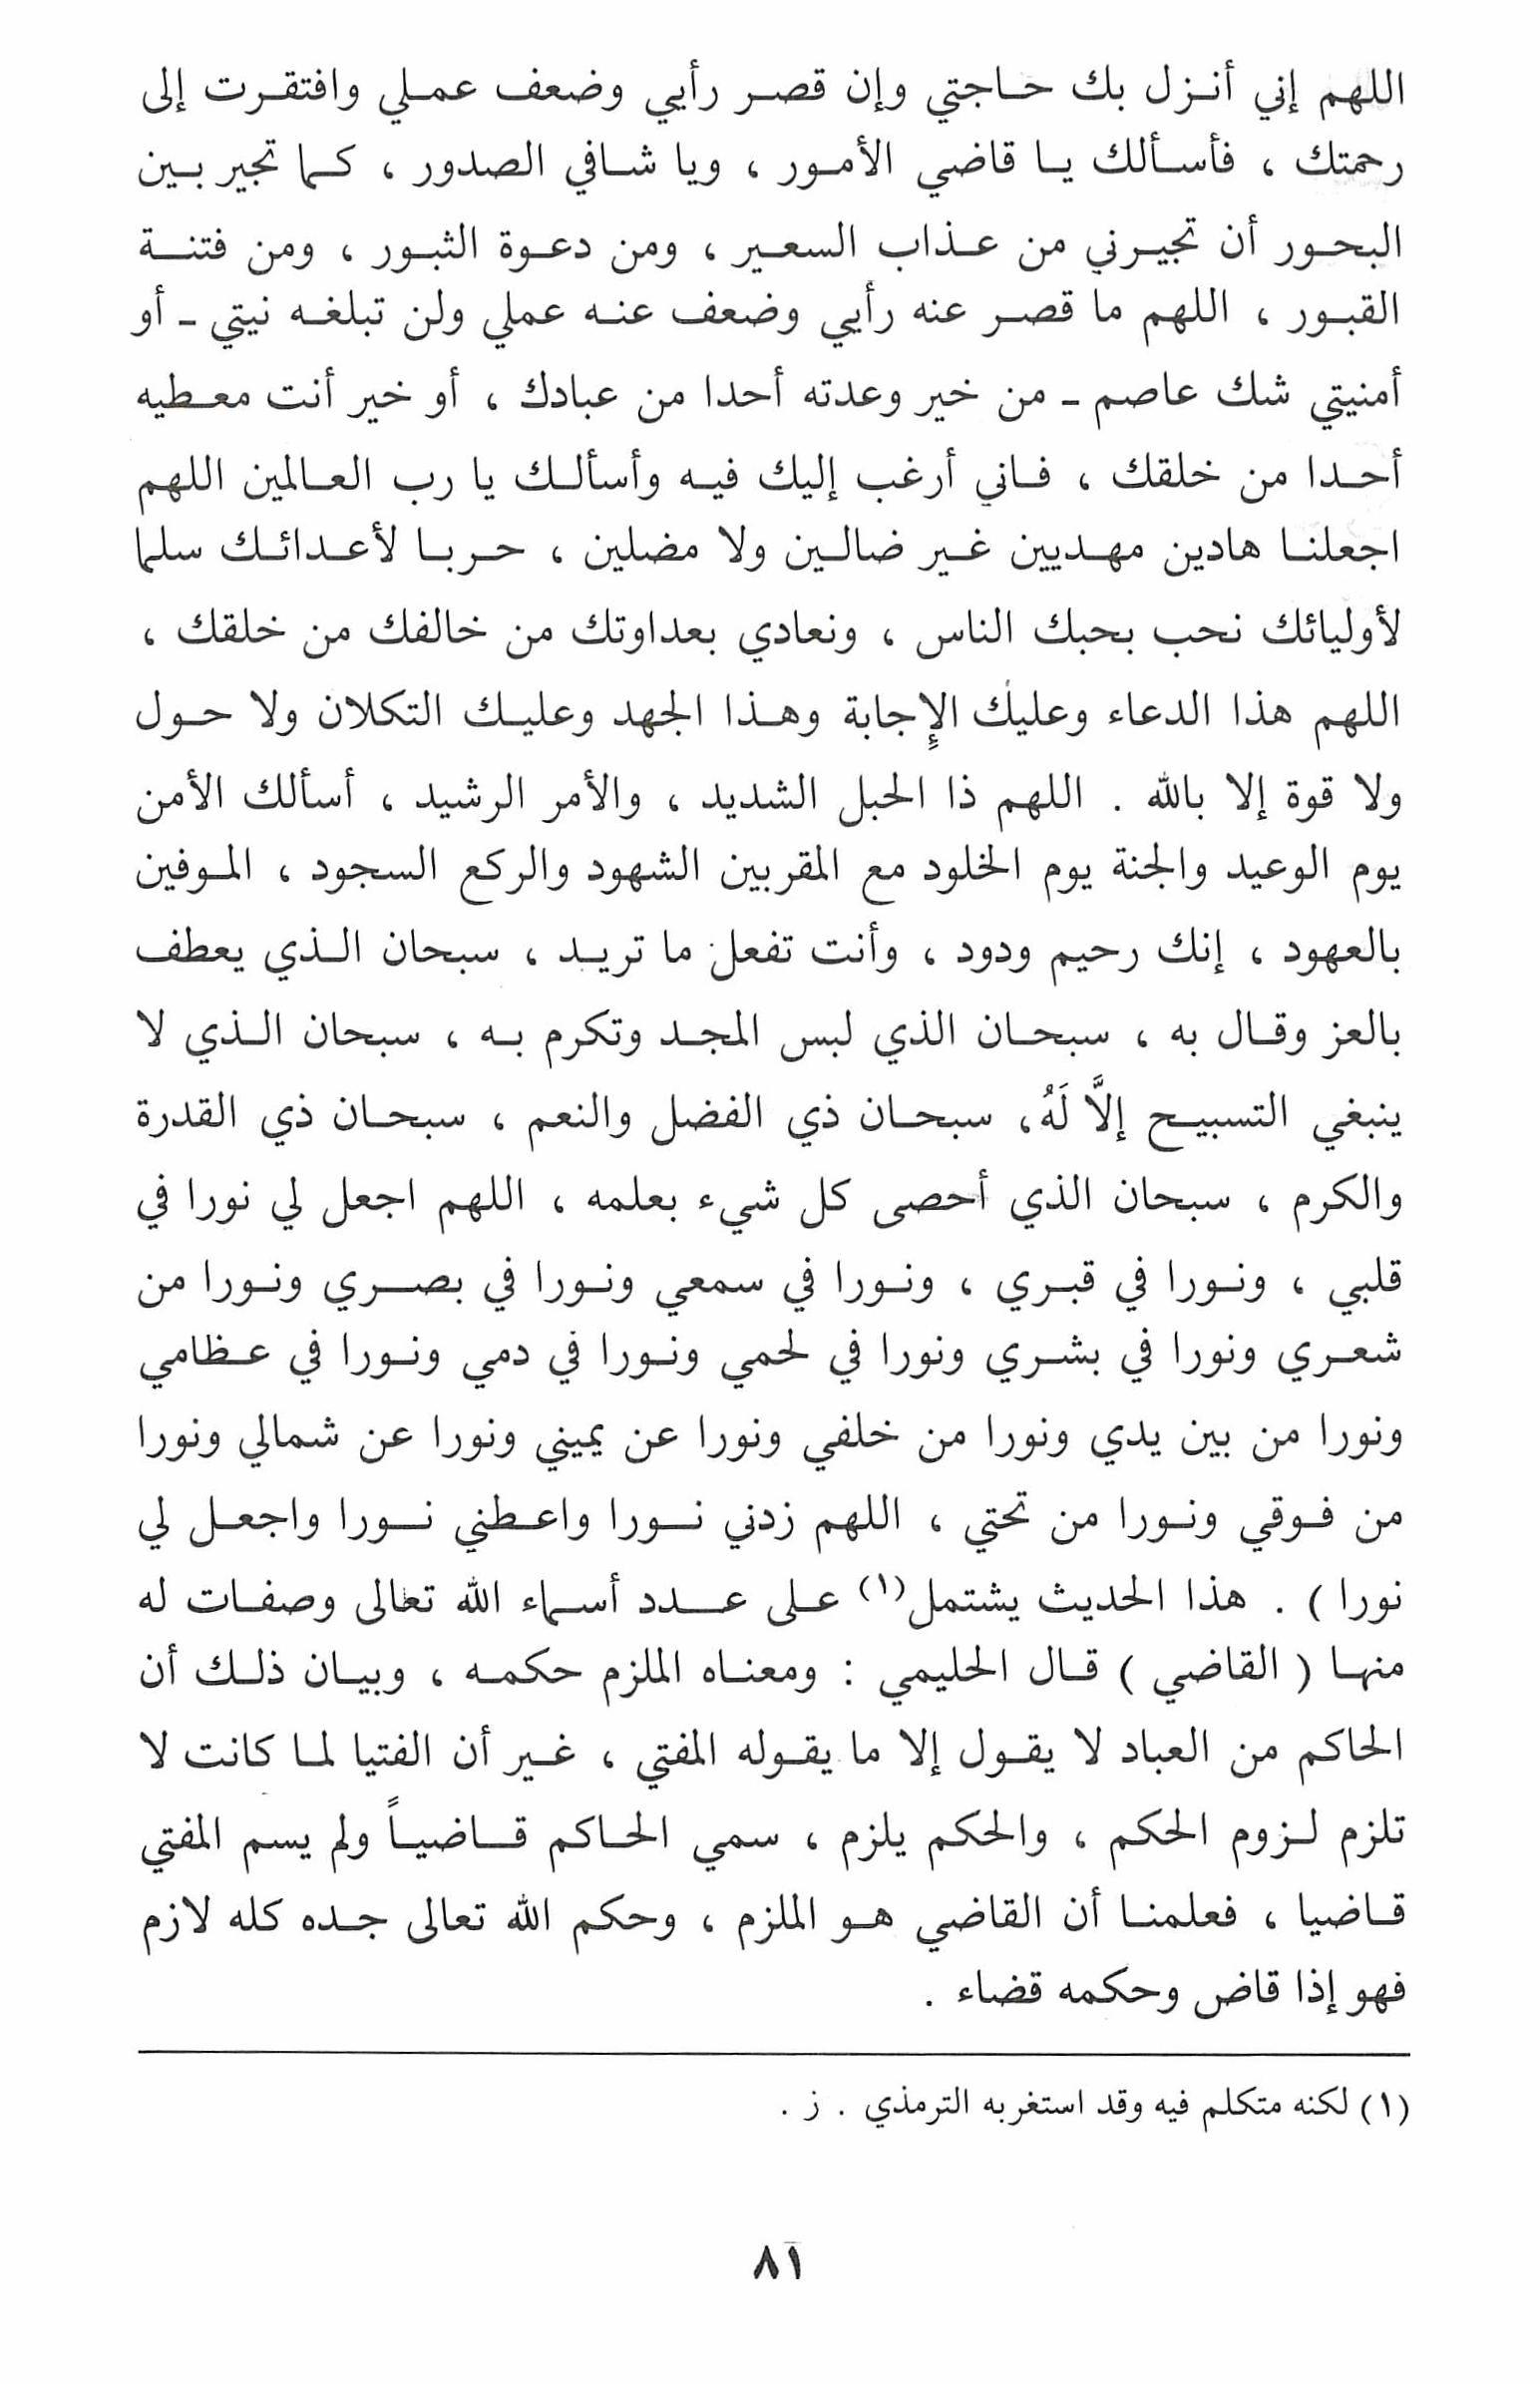 اللهم إني أنزل بك حاجتي وإن قصر رأيي وضعف عملي وافتقرت إلى
رحمتك ، فأسألك يا قاضي الأمور ، ويا شافي الصدور ، كما تجير بين
البحور أن تجيرني من عذاب السعير ، ومن دعوة الثبور ، ومن فتنة
القبور ، اللهم ما قصر عنه رأيي وضعف عنه عملي ولن تبلغه نيتي - أو
أمنيتي شك عاصم - من خير وعدته أحدا من عبادك ، أو خير أنت معطيه
أحدا من خلقك ، فاني أرغب إليك فيه وأسألك يا رب العالمين اللهم
اجعلنا هادين مهديين غير ضالين ولا مضلين ، حربا لأعدائك سلما
لأوليائك نحب بحبك الناس ، ونعادي بعداوتك من خالفك من خلقك ،
اللهم هذا الدعاء وعليك الإجابة وهذا الجهد وعليك التكلان ولا حول
ولا قوة إلا بالله . اللهم ذا الحبل الشديد ، والأمر الرشيد ، أسألك الأمن
يوم الوعيد والجنة يوم الخلود مع المقربين الشهود والركع السجود ، الموفين
بالعهود ، إنك رحيم ودود ، وأنت تفعل ما تريد ، سبحان الذي يعطف
بالعز وقال به ، سبحان الذي لبس المجد وتكرم به ، سبحان الذي لا
ينبغي التسبيح إلاَّ لَهُ، سبحان ذي الفضل والنعم ، سبحان ذي القدرة
والكرم ، سبحان الذي أحصى كل شيء بعلمه ، اللهم اجعل لي نورا في
قلبي ، ونورا في قبري ، ونورا في سمعي ونورا في بصري ونورا من
شعري ونورا في بشري ونورا في لحمي ونورا في دمي ونورا في عظامي
ونورا من بين يدي ونورا من خلفي ونورا عن يميني ونورا عن شمالي ونورا
من فوقي ونورا من تحتي ، اللهم زدني نورا واعطني نورا واجعل لي
نورا ) . هذا الحديث يشتمل(١) على عدد أسماء الله تعالى وصفات له
منها ( القاضي ) قال الحليمي : ومعناه الملزم حكمه ، وبيان ذلك أن
الحاكم من العباد لا يقول إلا ما يقوله المفتي ، غير أن الفتيا لما كانت لا
تلزم لزوم الحكم ، والحكم يلزم ، سمي الحاكم قاضياً ولم يسم المفتي
قاضيا ، فعلمنا أن القاضي هو الملزم ، وحكم الله تعالى جده كله لازم
فهو إذا قاض وحكمه قضاء .
(١) لكنه متكلم فيه وقد استغربه الترمذي . ز .
٨١